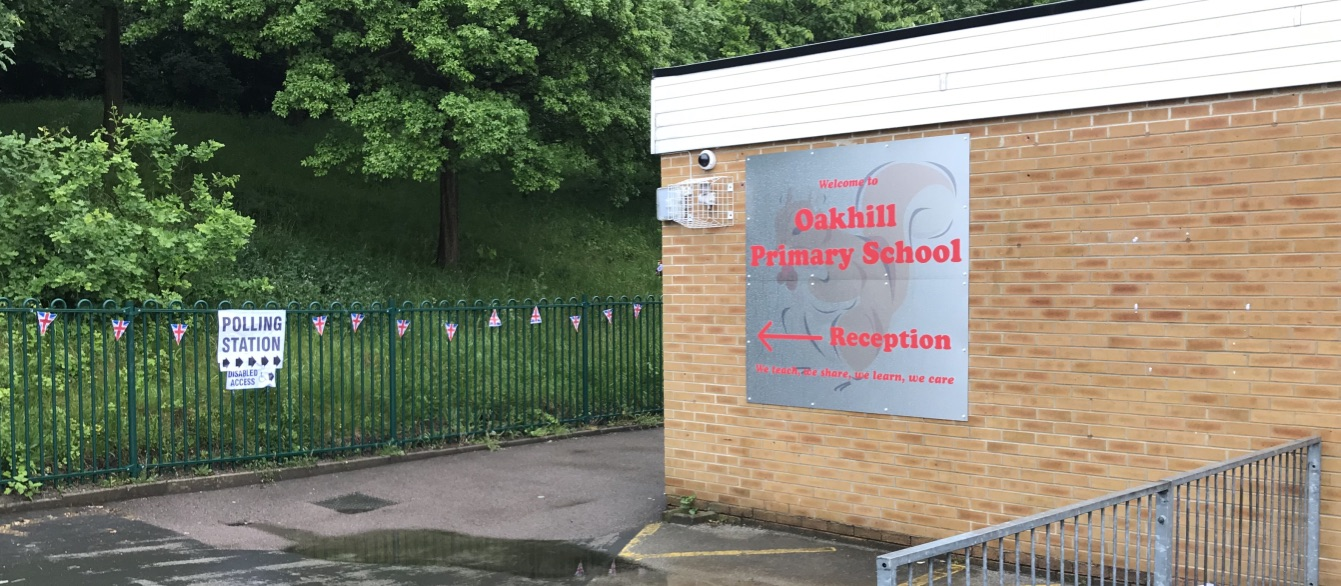 POLLING
STATION
DISABLED
ACCESS
Welcome to
Oakhill
Primary School
Reception
We teach, we share, we learn, we care